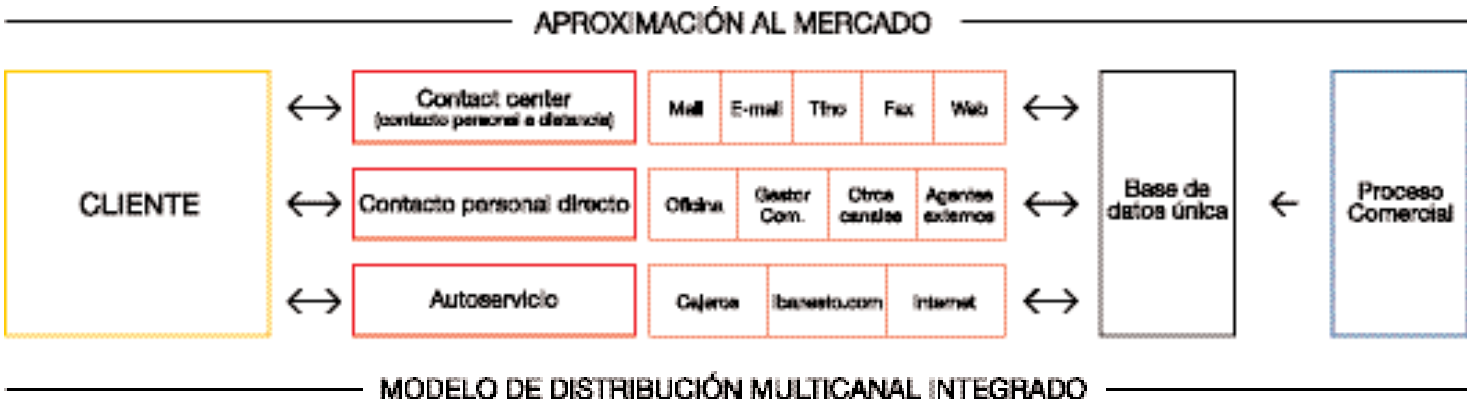 APROXIMACIÓN AL MERCADO
CLIENTE
Contact center
(contacto personal a distancia)
Mail E-mail Tfno Fax Web
Contacto personal directo
Oficina
Gestor
Com.
Otros
canales
Agentes
externos
Autoservicio
Cajeros ibanesto.com Internet
Base de
datos única
Proceso
Comercial
MODELO DE DISTRIBUCIÓN MULTICANAL INTEGRADO